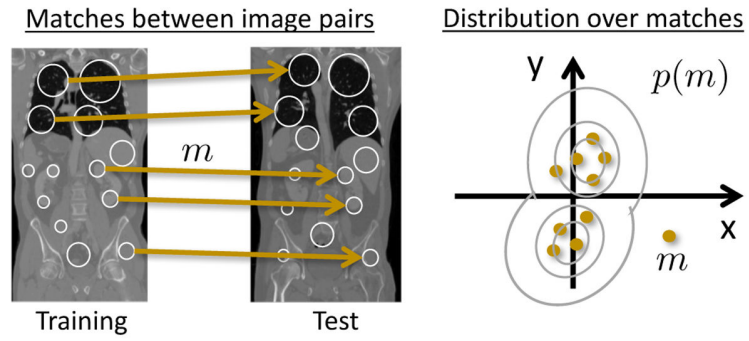 Matches between image pairs
Distribution over matches
y
p(m)
m
x
m
Training
Test